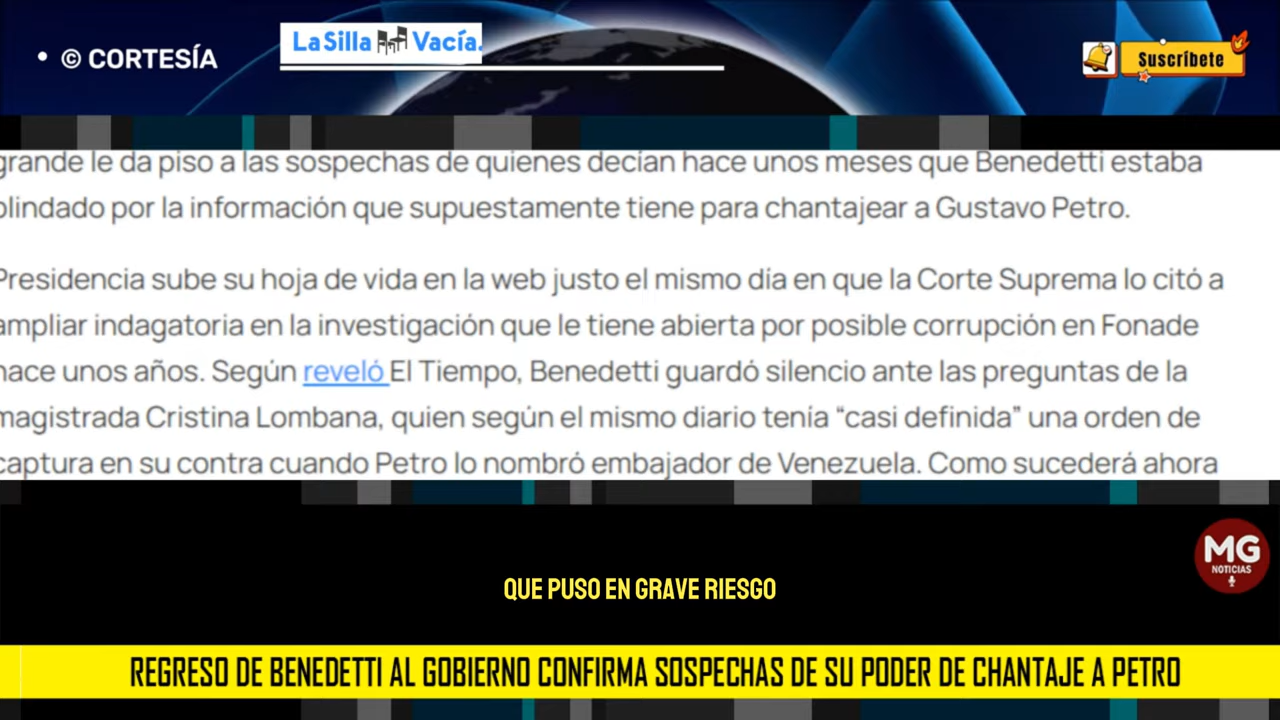 • © CORTESÍA
LaSilla Vacía.
Suscríbete
grande le da piso a las sospechas de quienes decían hace unos meses que Benedetti estaba
blindado por la información que supuestamente tiene para chantajear a Gustavo Petro.
Presidencia sube su hoja de vida en la web justo el mismo día en que la Corte Suprema lo citó a
ampliar indagatoria en la investigación que le tiene abierta por posible corrupción en Fonade
hace unos años. Según reveló El Tiempo, Benedetti guardó silencio ante las preguntas de la
magistrada Cristina Lombana, quien según el mismo diario tenía “casi definida” una orden de
captura en su contra cuando Petro lo nombró embajador de Venezuela. Como sucederá ahora
MG
NOTICIAS
QUE PUSO EN GRAVE RIESGO
REGRESO DE BENEDETTI AL GOBIERNO CONFIRMA SOSPECHAS DE SU PODER DE CHANTAJE A PETRO